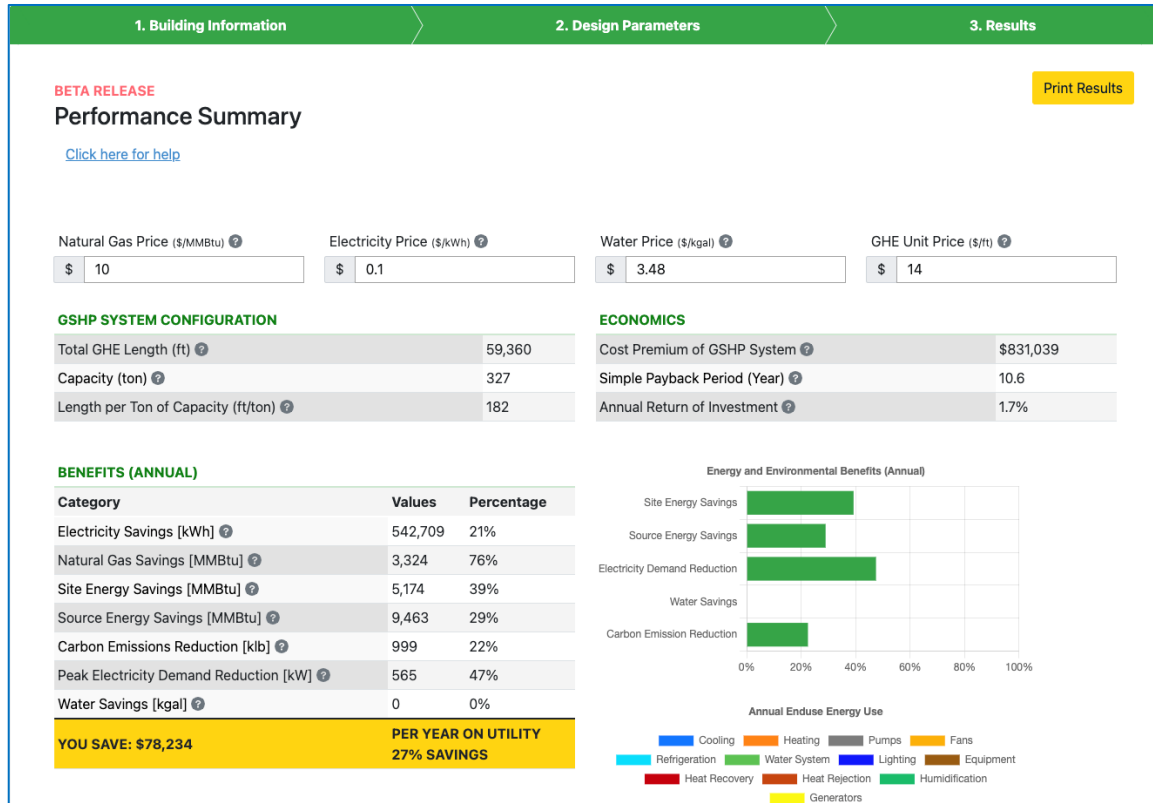 1. Building Information
2. Design Parameters
3. Results
BETA RELEASE
Print Results
Performance Summary
Click here for help
Natural Gas Price ($/MMBtu) ?
Electricity Price ($/kWh) ?
Water Price ($/kgal) ?
GHE Unit Price ($/ft) ?
$ 10
$ 0.1
$ 3.48
$ 14
GSHP SYSTEM CONFIGURATION
Total GHE Length (ft) ? 59,360
Capacity (ton) ? 327
Length per Ton of Capacity (ft/ton) ? 182
ECONOMICS
Cost Premium of GSHP System ? $831,039
Simple Payback Period (Year) ? 10.6
Annual Return of Investment ? 1.7%
BENEFITS (ANNUAL)
Category Values Percentage
Electricity Savings [kWh] ? 542,709 21%
Natural Gas Savings [MMBtu] ? 3,324 76%
Site Energy Savings [MMBtu] ? 5,174 39%
Source Energy Savings [MMBtu] ? 9,463 29%
Carbon Emissions Reduction [klb] ? 999 22%
Peak Electricity Demand Reduction [kW] ? 565 47%
Water Savings [kgal] ? 0 0%
YOU SAVE: $78,234
PER YEAR ON UTILITY
27% SAVINGS
Energy and Environmental Benefits (Annual)
Site Energy Savings
Source Energy Savings
Electricity Demand Reduction
Water Savings
Carbon Emission Reduction
0% 20% 40% 60% 80% 100%
Annual Enduse Energy Use
Cooling Heating Pumps Fans
Refrigeration Water System Lighting Equipment
Heat Recovery Heat Rejection Humidification
Generators